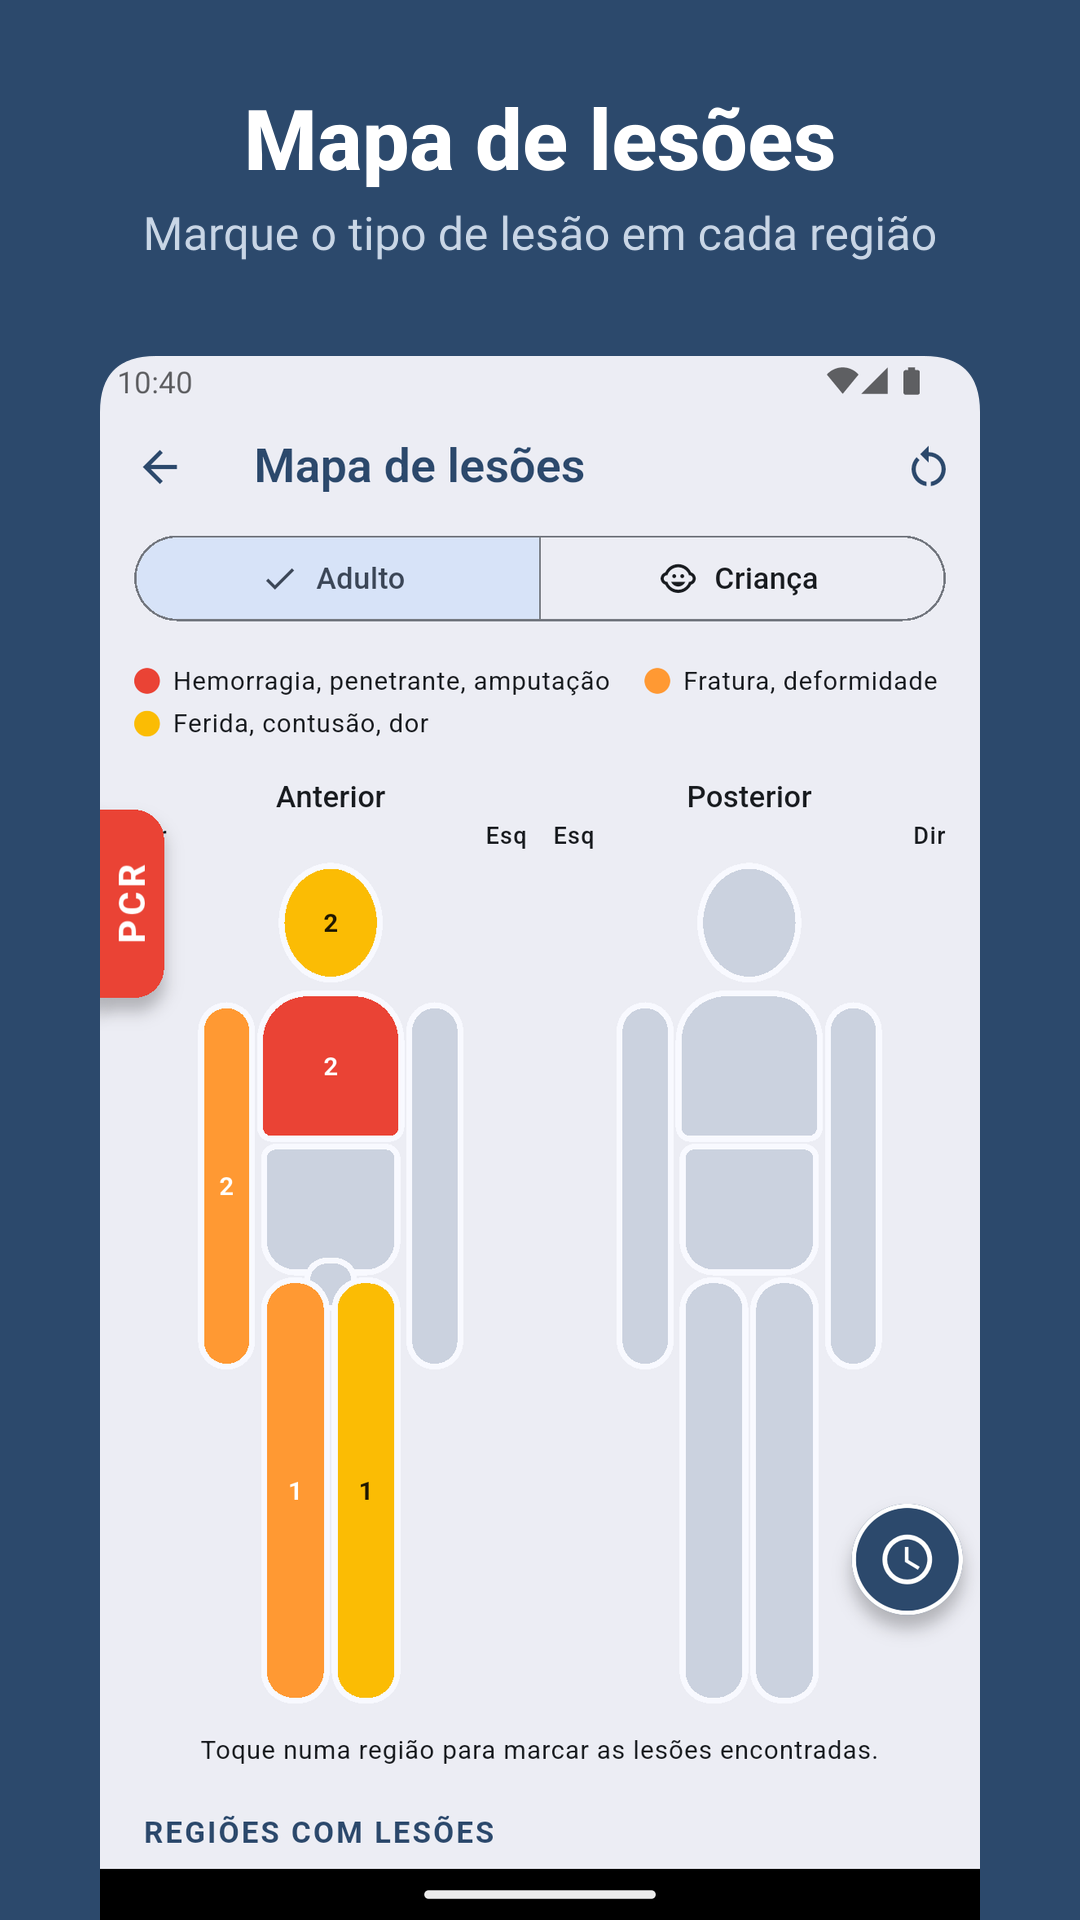 Mapa de lesões
Marque o tipo de lesão em cada região
10:40
Mapa de lesões
Adulto
Criança
Hemorragia, penetrante, amputação
Fratura, deformidade
Ferida, contusão, dor
Anterior
Posterior
Esq
Esq
Dir
PCR
2
2
2
1
1
Toque numa região para marcar as lesões encontradas.
REGIÕES COM LESÕES